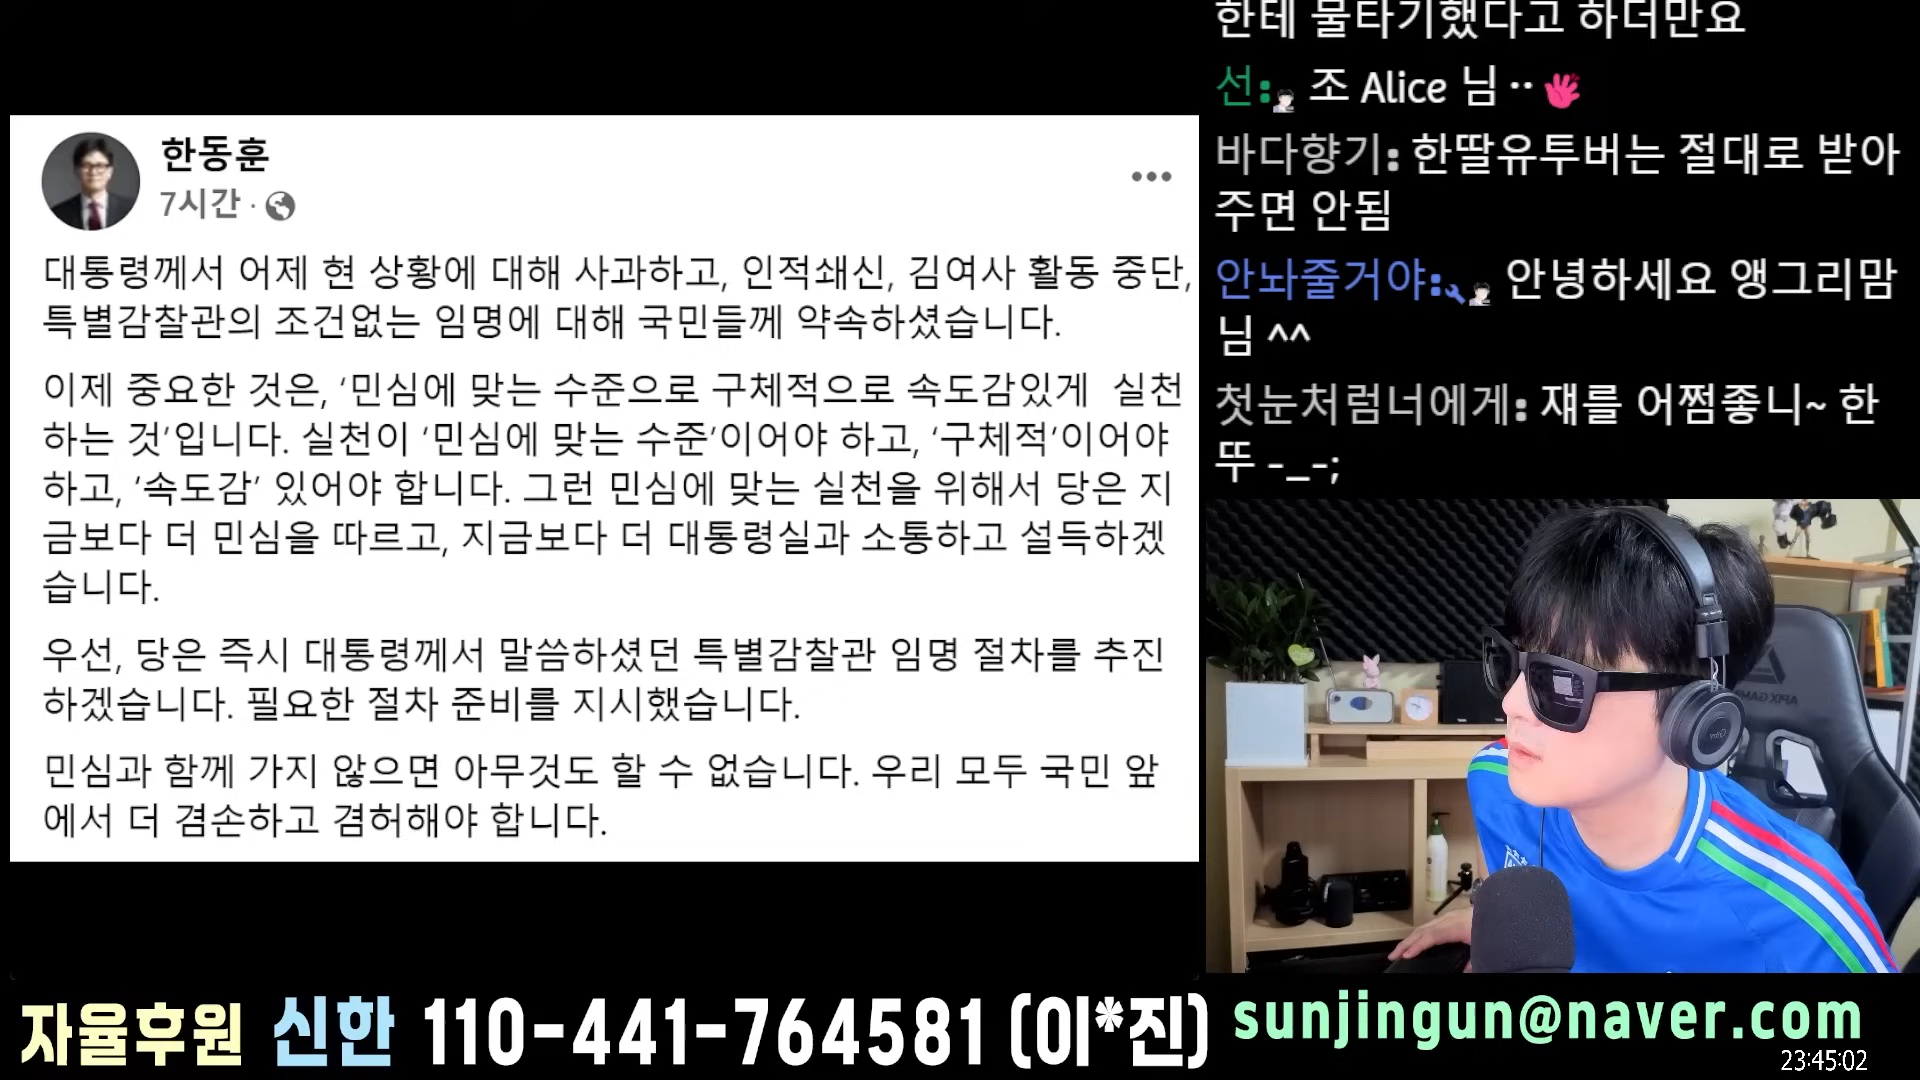 한동훈
7시간 ·
대통령께서 어제 현 상황에 대해 사과하고, 인적쇄신, 김여사 활동 중단,
특별감찰관의 조건없는 임명에 대해 국민들께 약속하셨습니다.
이제 중요한 것은, ‘민심에 맞는 수준으로 구체적으로 속도감있게 실천
하는 것’입니다. 실천이 ‘민심에 맞는 수준’이어야 하고, ‘구체적’이어야
하고, ‘속도감’ 있어야 합니다. 그런 민심에 맞는 실천을 위해서 당은 지
금보다 더 민심을 따르고, 지금보다 더 대통령실과 소통하고 설득하겠
습니다.
우선, 당은 즉시 대통령께서 말씀하셨던 특별감찰관 임명 절차를 추진
하겠습니다. 필요한 절차 준비를 지시했습니다.
민심과 함께 가지 않으면 아무것도 할 수 없습니다. 우리 모두 국민 앞
에서 더 겸손하고 겸허해야 합니다.
한테 물타기했다고 하더만요
선: 조 Alice 님 ··
바다향기: 한딸유투버는 절대로 받아
주면 안됨
안놔줄거야: 안녕하세요 앵그리맘
님 ^^
첫눈처럼너에게: 쟤를 어쩜좋니~ 한
뚜 -_-;
자율후원 신한 110-441-764581 (이*진)
sunjingun@naver.com
23:45:02